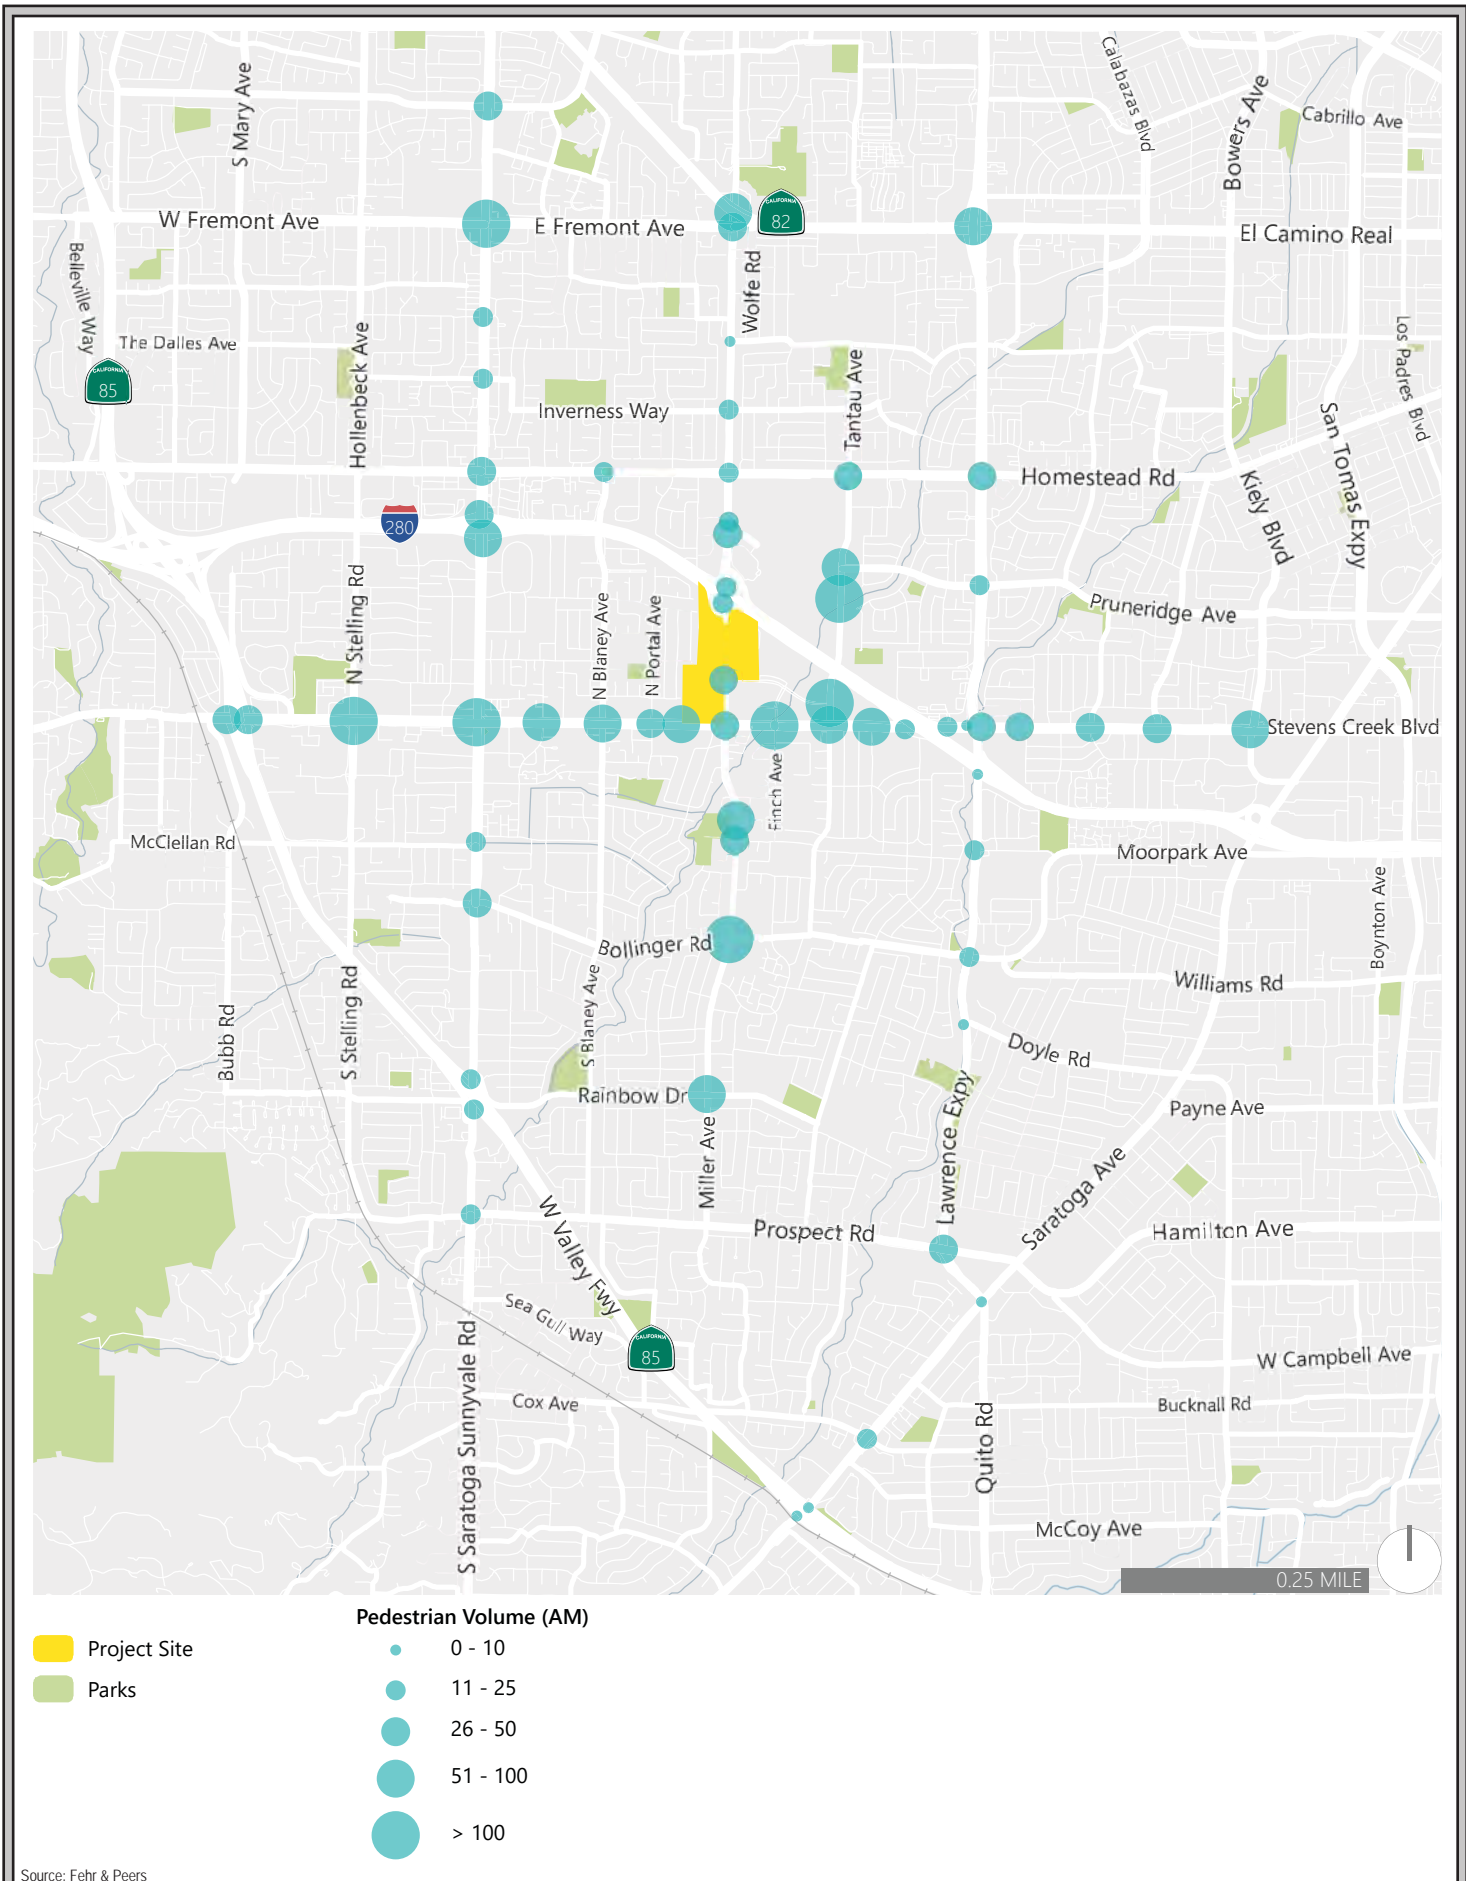 S Mary Ave
Calabazas Blvd
Bowers Ave
Cabrillo Ave
W Fremont Ave
E Fremont Ave
CALIFORNIA
82
El Camino Real
Belleville Way
Wolfe Rd
The Dalles Ave
Hollenbeck Ave
Tantau Ave
Los Padres Blvd
CALIFORNIA
85
Inverness Way
San Tomas Expy
Homestead Rd
Kiely Blvd
280
N Stelling Rd
N Blaney Ave
N Portal Ave
Pruneridge Ave
Stevens Creek Blvd
Finch Ave
McClellan Rd
Moorpark Ave
Boynton Ave
Bollinger Rd
S Blaney Ave
Williams Rd
Bubb Rd
S Stelling Rd
Doyle Rd
Rainbow Dr
Lawrence Expy
Payne Ave
Miller Ave
Saratoga Ave
W Valley Fwy
Prospect Rd
Hamilton Ave
Sea Gull Way
CALIFORNIA
85
S Saratoga Sunnyvale Rd
W Campbell Ave
Cox Ave
Quito Rd
Bucknall Rd
McCoy Ave
0.25 MILE
Pedestrian Volume (AM)
Project Site
0 - 10
Parks
11 - 25
26 - 50
51 - 100
> 100
Source: Fehr & Peers